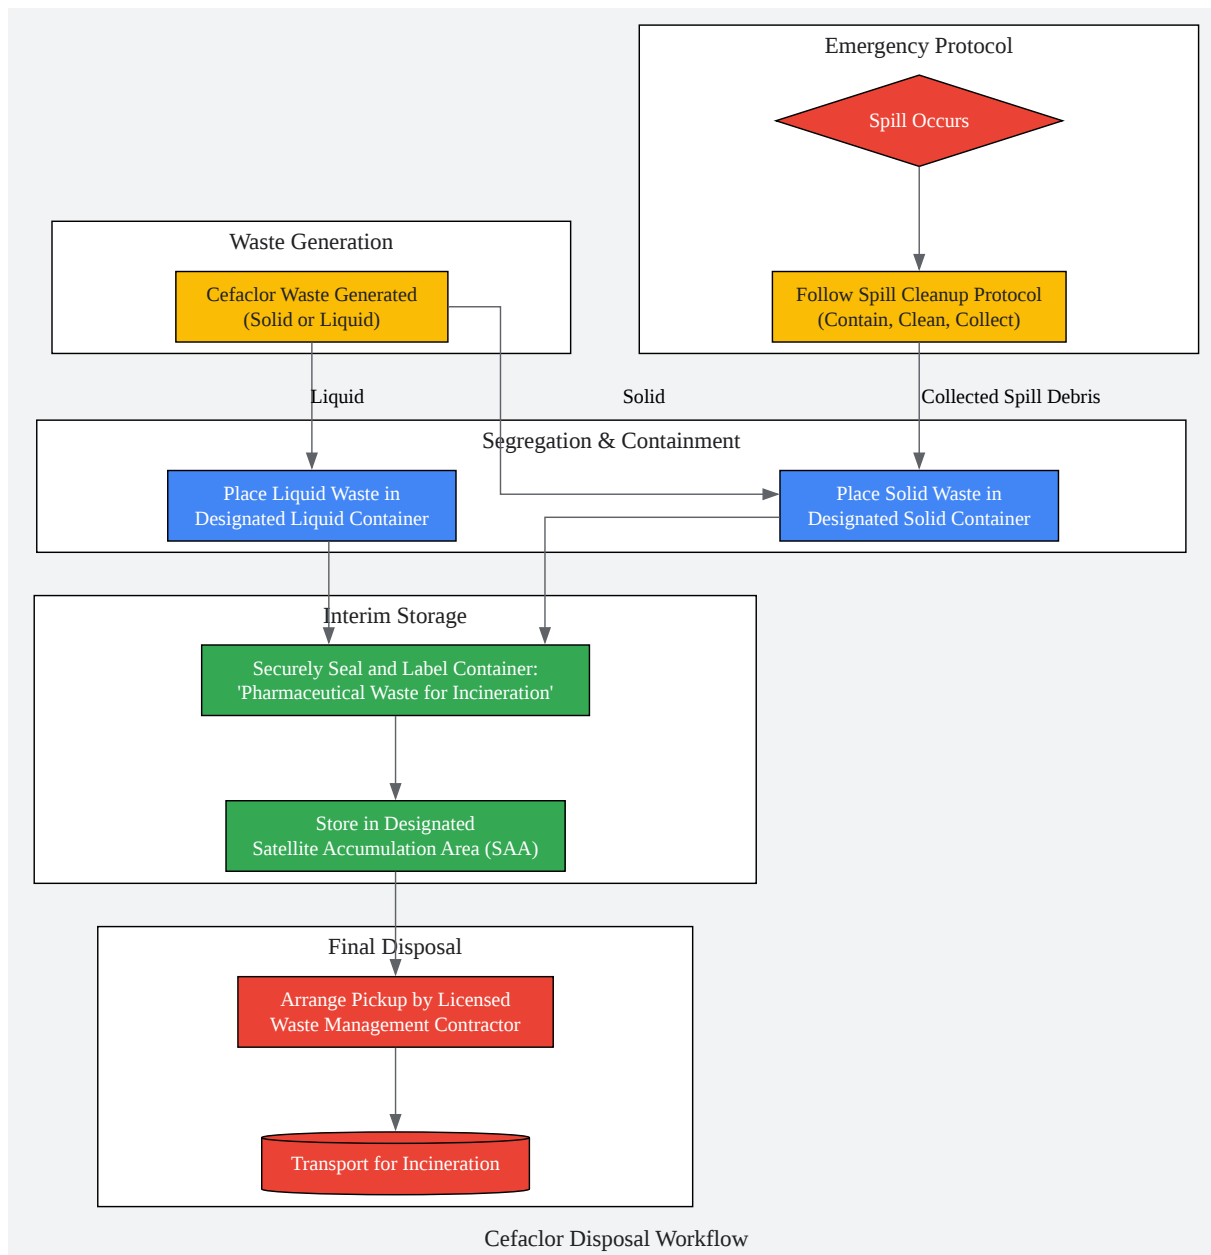 Emergency Protocol
Spill Occurs
Waste Generation
Cefaclor Waste Generated
(Solid or Liquid)
Follow Spill Cleanup Protocol
(Contain, Clean, Collect)
Liquid
Solid
Collected Spill Debris
Segregation & Containment
Place Liquid Waste in
Designated Liquid Container
Place Solid Waste in
Designated Solid Container
Interim Storage
Securely Seal and Label Container:
'Pharmaceutical Waste for Incineration'
Store in Designated
Satellite Accumulation Area (SAA)
Final Disposal
Arrange Pickup by Licensed
Waste Management Contractor
Transport for Incineration
Cefaclor Disposal Workflow